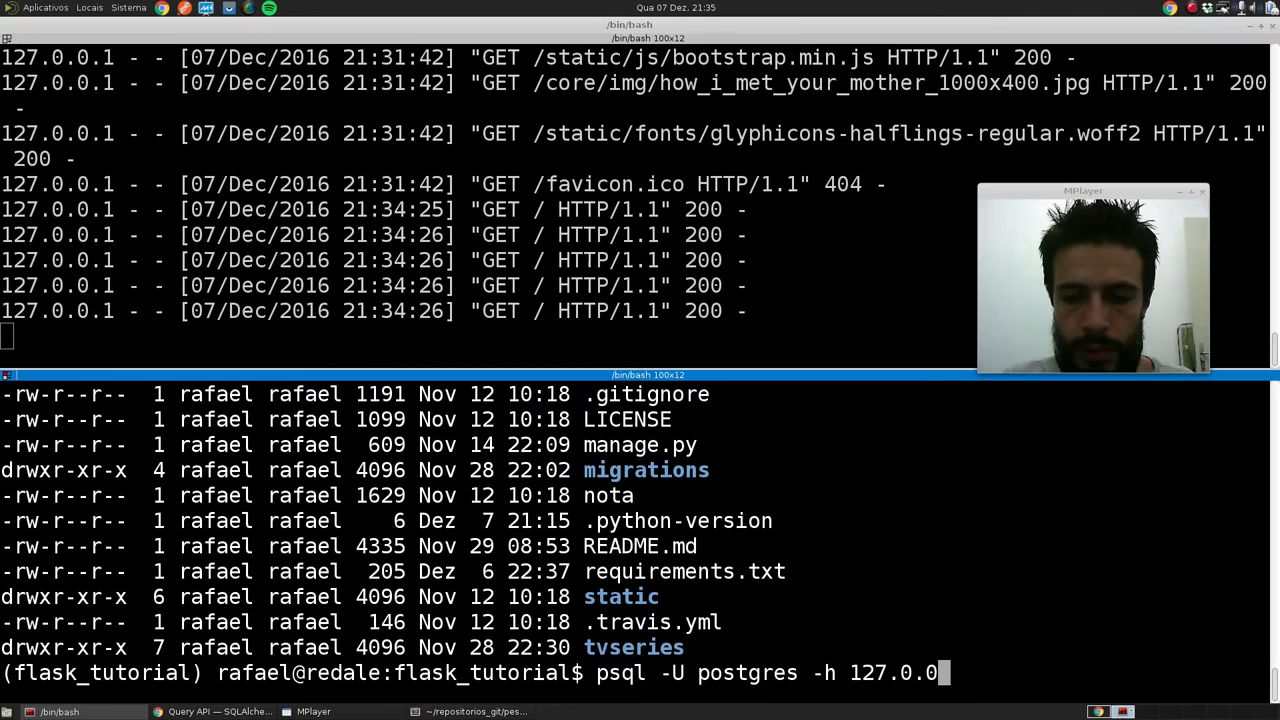 Aplicativos Locais Sistema
Qua 07 Dez, 21:35
/bin/bash
/bin/bash 100x12
127.0.0.1 - - [07/Dec/2016 21:31:42] "GET /static/js/bootstrap.min.js HTTP/1.1" 200 -
127.0.0.1 - - [07/Dec/2016 21:31:42] "GET /core/img/how_i_met_your_mother_1000x400.jpg HTTP/1.1" 200
-
127.0.0.1 - - [07/Dec/2016 21:31:42] "GET /static/fonts/glyphicons-halflings-regular.woff2 HTTP/1.1"
200 -
127.0.0.1 - - [07/Dec/2016 21:31:42] "GET /favicon.ico HTTP/1.1" 404 -
127.0.0.1 - - [07/Dec/2016 21:34:25] "GET / HTTP/1.1" 200 -
127.0.0.1 - - [07/Dec/2016 21:34:26] "GET / HTTP/1.1" 200 -
127.0.0.1 - - [07/Dec/2016 21:34:26] "GET / HTTP/1.1" 200 -
127.0.0.1 - - [07/Dec/2016 21:34:26] "GET / HTTP/1.1" 200 -
127.0.0.1 - - [07/Dec/2016 21:34:26] "GET / HTTP/1.1" 200 -
MPlayer
/bin/bash 100x12
-rw-r--r-- 1 rafael rafael 1191 Nov 12 10:18 .gitignore
-rw-r--r-- 1 rafael rafael 1099 Nov 12 10:18 LICENSE
-rw-r--r-- 1 rafael rafael 609 Nov 14 22:09 manage.py
drwxr-xr-x 4 rafael rafael 4096 Nov 28 22:02 migrations
-rw-r--r-- 1 rafael rafael 1629 Nov 12 10:18 nota
-rw-r--r-- 1 rafael rafael 6 Dez 7 21:15 .python-version
-rw-r--r-- 1 rafael rafael 4335 Nov 29 08:53 README.md
-rw-r--r-- 1 rafael rafael 205 Dez 6 22:37 requirements.txt
drwxr-xr-x 6 rafael rafael 4096 Nov 12 10:18 static
-rw-r--r-- 1 rafael rafael 146 Nov 12 10:18 .travis.yml
drwxr-xr-x 7 rafael rafael 4096 Nov 28 22:30 tvseries
(flask_tutorial) rafael@redale:flask_tutorial$ psql -U postgres -h 127.0.0
/bin/bash
Query API — SQLAlche...
MPlayer
~/repositorios_git/pes...